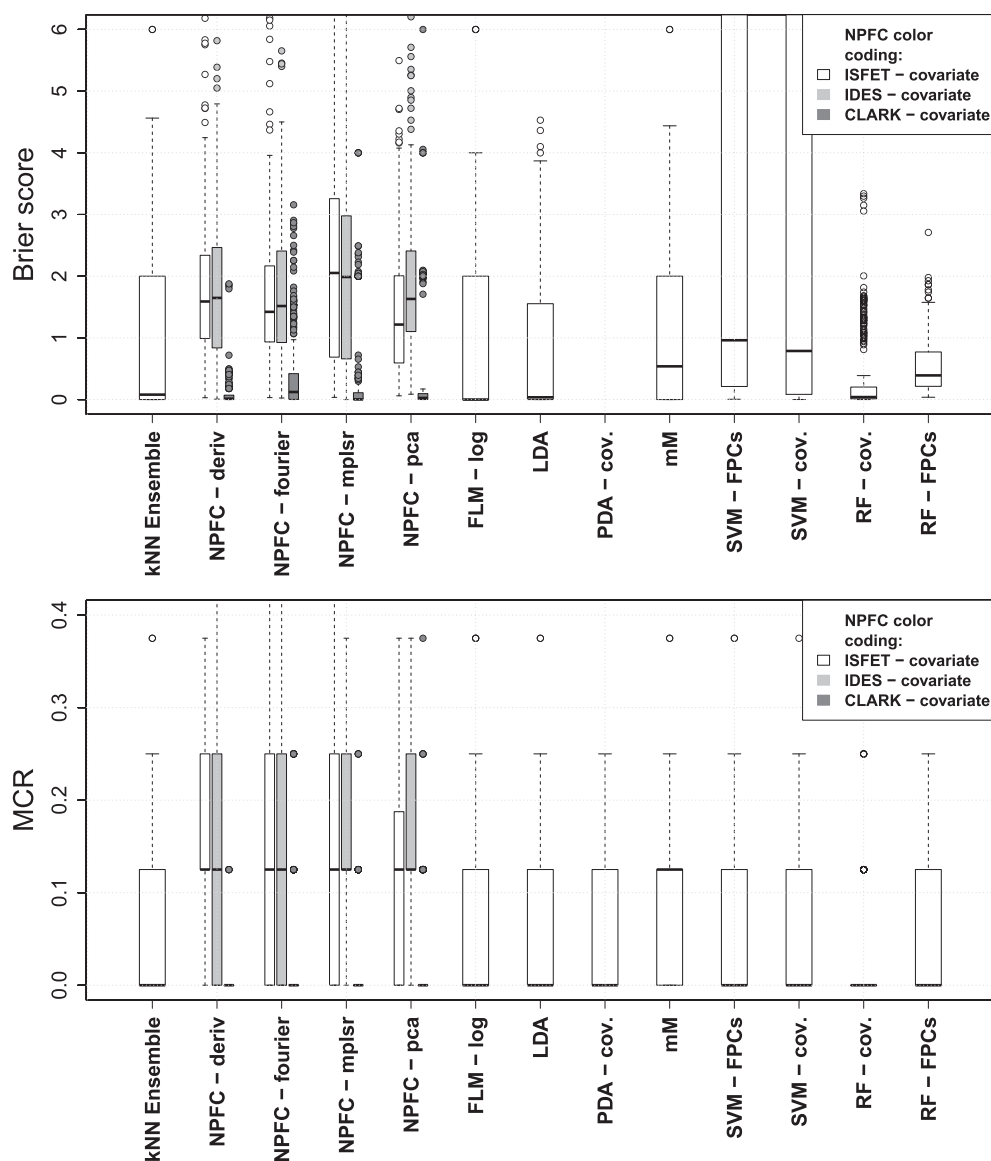 NPFC color
coding:
ISFET − covariate
IDES − covariate
CLARK − covariate
Brier score
6
5
4
3
2
1
0
kNN Ensemble
NPFC − deriv
NPFC − fourier
NPFC − mplsr
NPFC − pca
FLM − log
LDA
PDA − cov.
mM
SVM − FPCs
SVM − cov.
RF − cov.
RF − FPCs
NPFC color
coding:
ISFET − covariate
IDES − covariate
CLARK − covariate
MCR
0.4
0.3
0.2
0.1
0.0
kNN Ensemble
NPFC − deriv
NPFC − fourier
NPFC − mplsr
NPFC − pca
FLM − log
LDA
PDA − cov.
mM
SVM − FPCs
SVM − cov.
RF − cov.
RF − FPCs